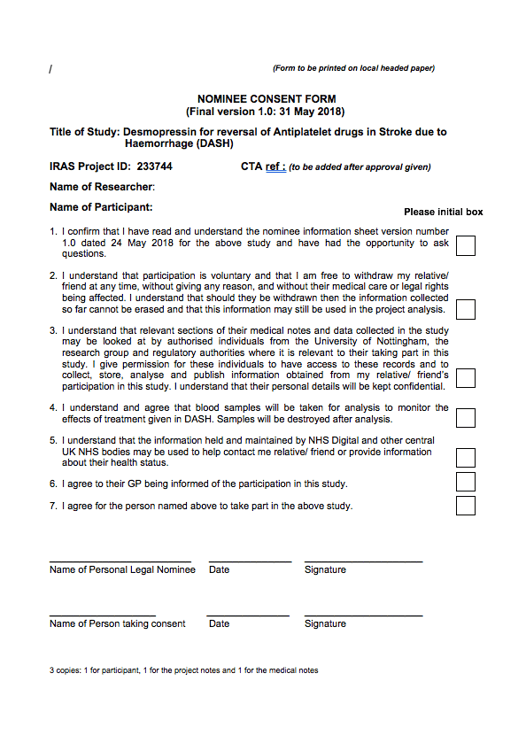 /
(Form to be printed on local headed paper)
NOMINEE CONSENT FORM
(Final version 1.0: 31 May 2018)
Title of Study: Desmopressin for reversal of Antiplatelet drugs in Stroke due to
Haemorrhage (DASH)
IRAS Project ID: 233744 CTA ref : (to be added after approval given)
Name of Researcher:
Name of Participant:
Please initial box
1. I confirm that I have read and understand the nominee information sheet version number
1.0 dated 24 May 2018 for the above study and have had the opportunity to ask
questions.
2. I understand that participation is voluntary and that I am free to withdraw my relative/
friend at any time, without giving any reason, and without their medical care or legal rights
being affected. I understand that should they be withdrawn then the information collected
so far cannot be erased and that this information may still be used in the project analysis.
3. I understand that relevant sections of their medical notes and data collected in the study
may be looked at by authorised individuals from the University of Nottingham, the
research group and regulatory authorities where it is relevant to their taking part in this
study. I give permission for these individuals to have access to these records and to
collect, store, analyse and publish information obtained from my relative/ friend's
participation in this study. I understand that their personal details will be kept confidential.
4. I understand and agree that blood samples will be taken for analysis to monitor the
effects of treatment given in DASH. Samples will be destroyed after analysis.
5. I understand that the information held and maintained by NHS Digital and other central
UK NHS bodies may be used to help contact me relative/ friend or provide information
about their health status.
6. I agree to their GP being informed of the participation in this study.
7. I agree for the person named above to take part in the above study.
Name of Personal Legal Nominee Date Signature
Name of Person taking consent Date Signature
3 copies: 1 for participant, 1 for the project notes and 1 for the medical notes